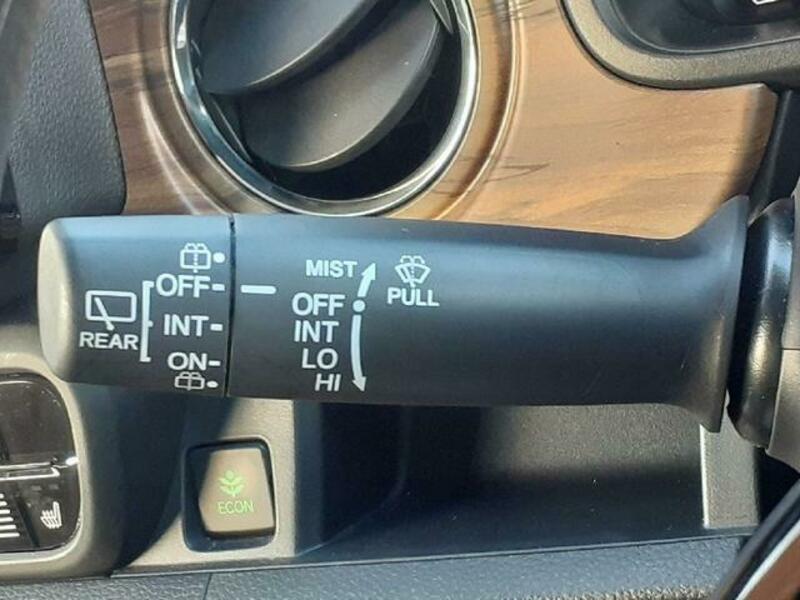 OFF
INT
ON
REAR
MIST
OFF
INT
LO
HI
PULL
ECON